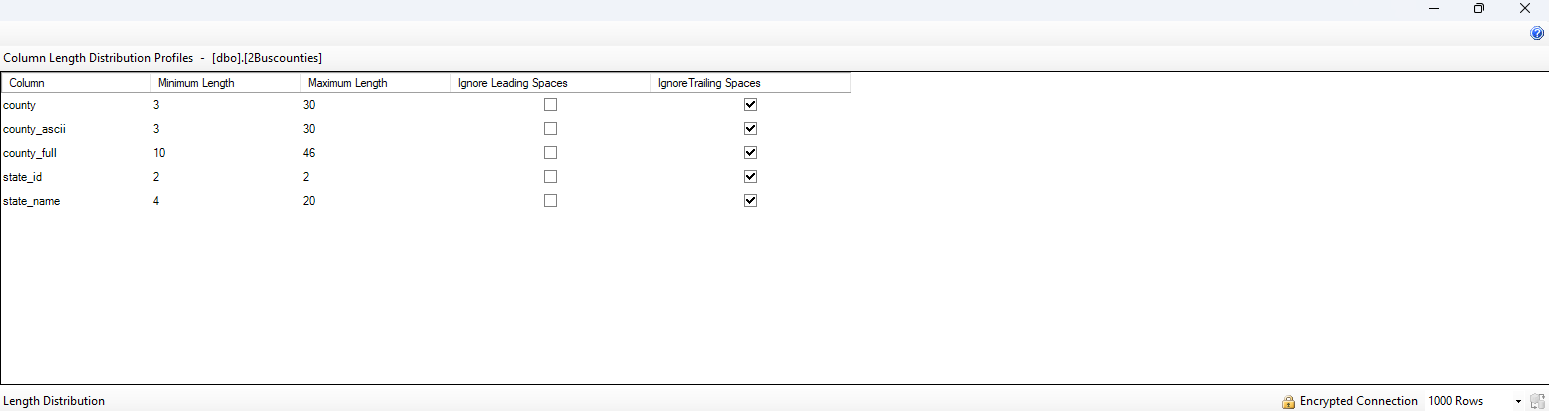 Column Length Distribution Profiles - [dbo].[2Buscounties]
Column Minimum Length Maximum Length Ignore Leading Spaces IgnoreTrailing Spaces
county 3 30
county_ascii 3 30
county_full 10 46
state_id 2 2
state_name 4 20
Length Distribution Encrypted Connection 1000 Rows